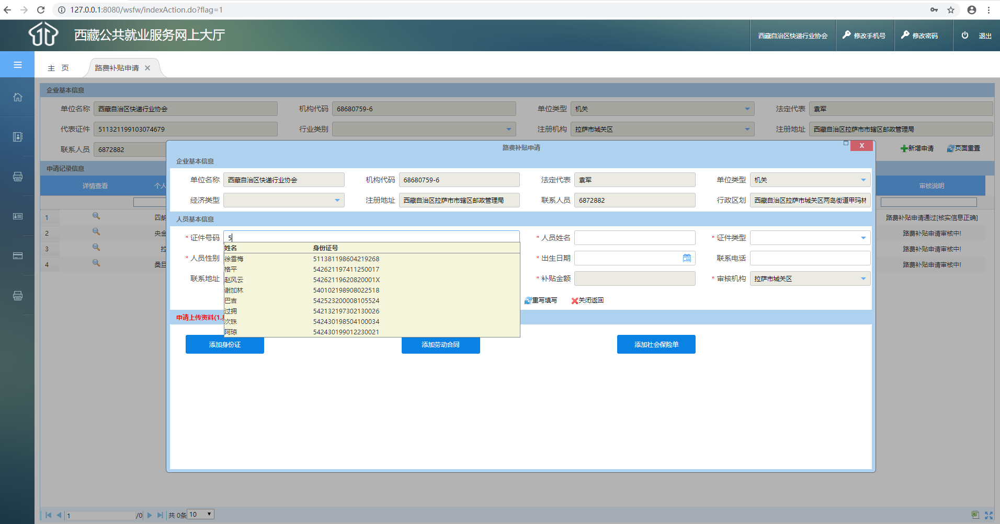 127.0.0.1:8080/wsfw/indexAction.do?flag=1
西藏公共就业服务网上大厅
西藏自治区快递行业协会 修改手机号 修改密码 退出
主 页 路费补贴申请
企业基本信息
单位名称 西藏自治区快递行业协会 机构代码 68680759-6 单位类型 机关 法定代表 袁军
代表证件 511321199103074679 行业类别 注册机构 拉萨市城关区 注册地址 西藏自治区拉萨市市辖区邮政管理局
联系人员 6872882 新增申请 页面重置
申请记录信息
详情查看 个人 审核说明
1 四朗 路费补贴申请通过[核实信息正确]
2 央金 路费补贴申请审核中!
3 拉 路费补贴申请审核中!
4 桑旦 路费补贴申请审核中!
路费补贴申请 X
企业基本信息
单位名称 西藏自治区快递行业协会 机构代码 68680759-6 法定代表 袁军 单位类型 机关
经济类型 注册地址 西藏自治区拉萨市市辖区邮政管理局 联系人员 6872882 行政区划 西藏自治区拉萨市城关区两岛街道甲玛林
人员基本信息
* 证件号码 5 * 人员姓名 * 证件类型
* 人员性别 * 出生日期 联系电话
联系地址 * 补贴金额 * 审核机构 拉萨市城关区
姓名 身份证号
徐雪梅 511381198604219268
格平 542621197411250017
赵风云 54262119620820001X
谢加林 540102198908022518
巴吉 542523200008105524
过拥 542132197302130026
次珠 542430198504100034
阿琼 542430199012230021
重写填写 关闭返回
申请上传资料(1.身
添加身份证 添加劳动合同 添加社会保险单
1 /0 共 0条 10